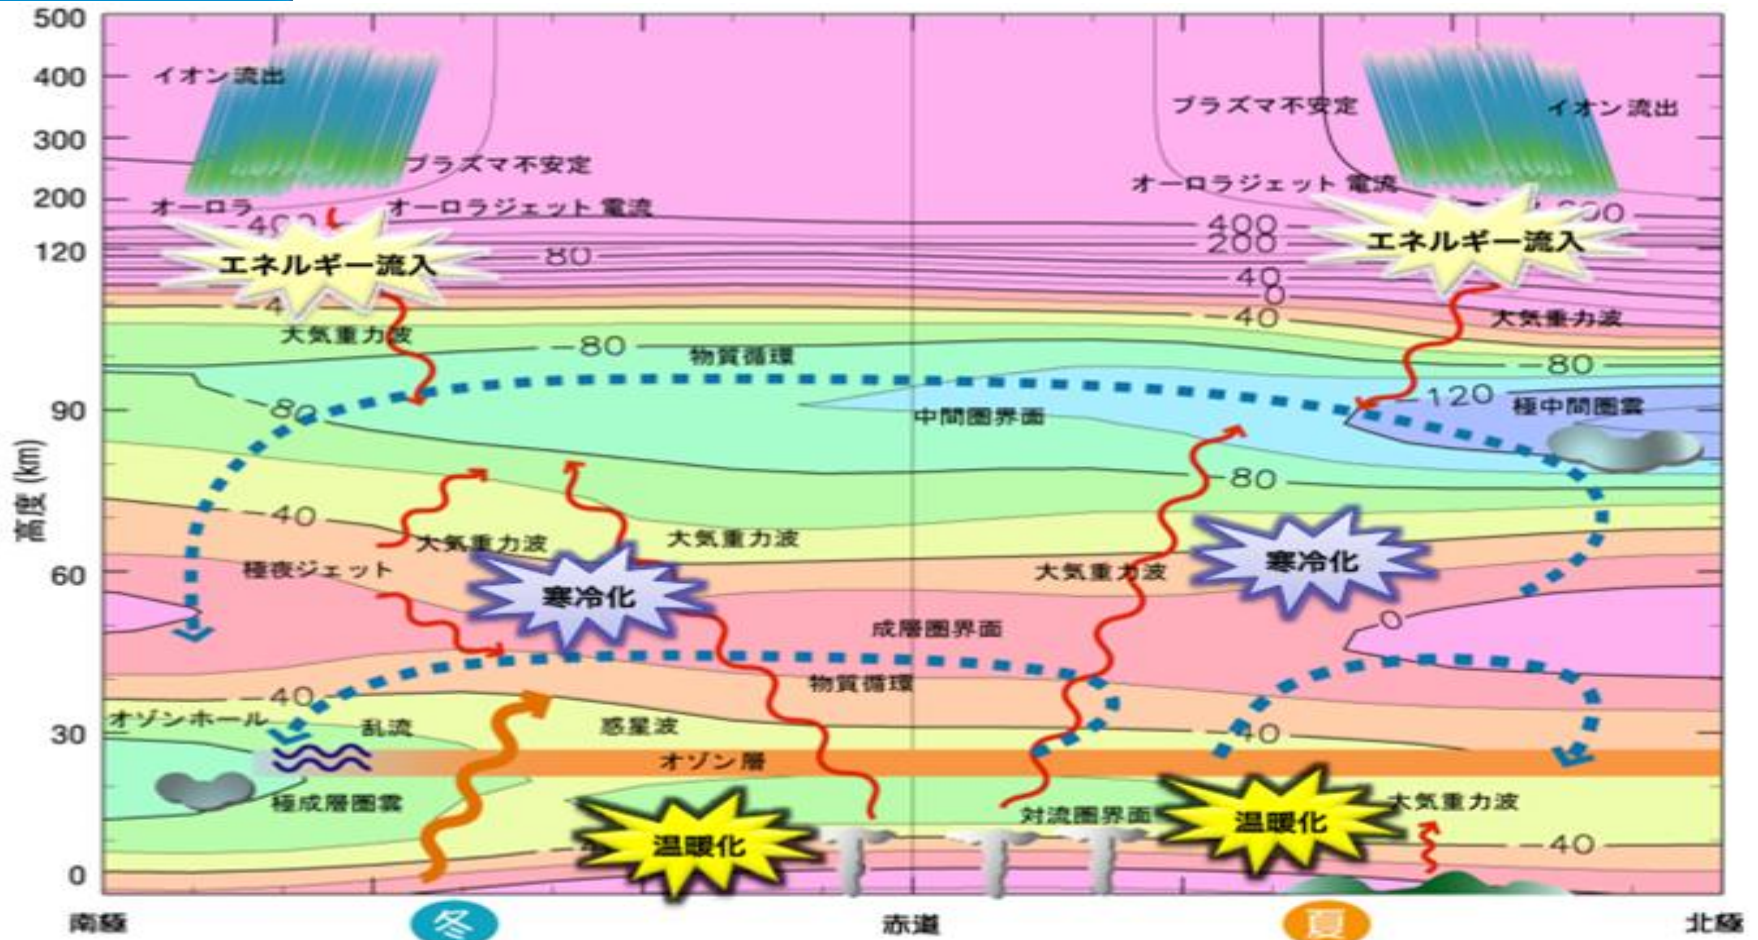 500
400
300
200
120
90
60
30
0
高度 (km)
イオン流出
プラズマ不安定
イオン流出
プラズマ不安定
オーロラジェット電流
オーロラ
オーロラジェット電流
400
400
200
80
エネルギー流入
エネルギー流入
40
0
-40
大気重力波
大気重力波
-80
物質循環
-80
-120
極中間圏雲
-80
中間圏界面
-80
-40
大気重力波
大気重力波
寒冷化
極夜ジェット
大気重力波
寒冷化
0
成層圏界面
物質循環
-40
オゾンホール
乱流
惑星波
-40
オゾン層
極成層圏雲
対流圏界面
大気重力波
温暖化
温暖化
-40
南極
冬
赤道
夏
北極